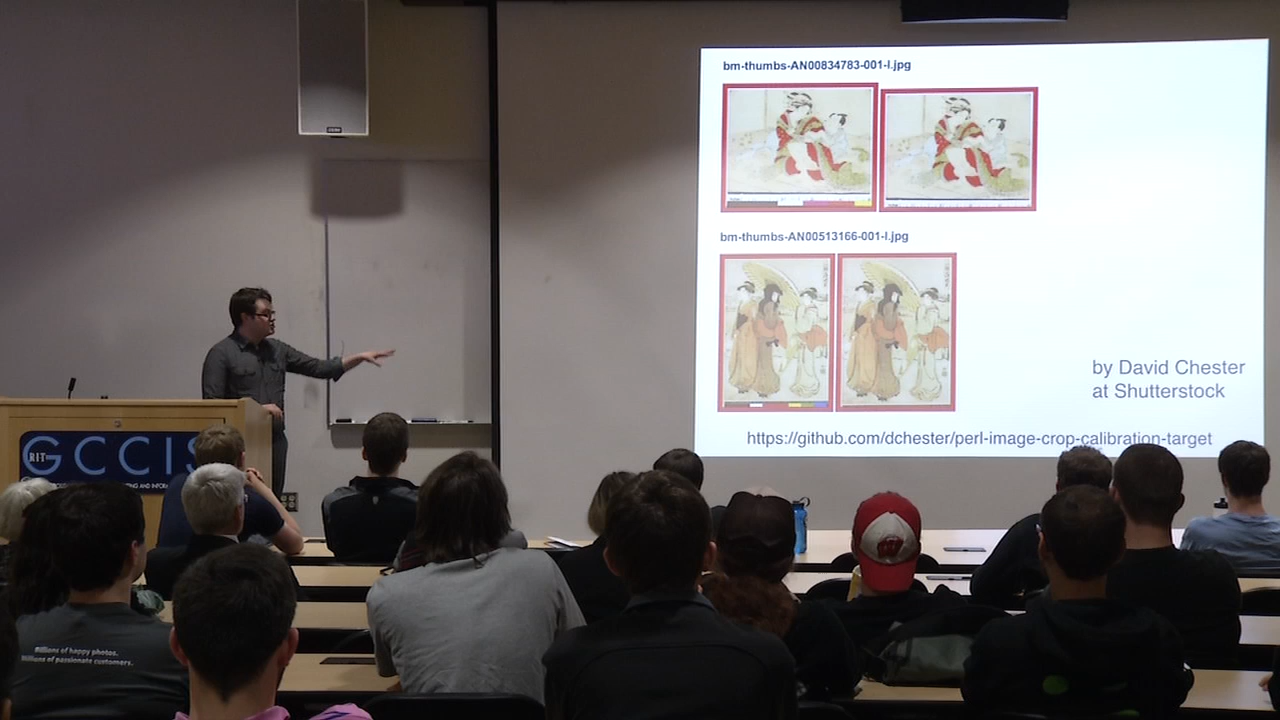 bm-thumbs-AN00834783-001-l.jpg
bm-thumbs-AN00513166-001-l.jpg
by David Chester
at Shutterstock
https://github.com/dchester/perl-image-crop-calibration-target
RIT
GCCIS
Billions of happy photos.
Millions of passionate customers.